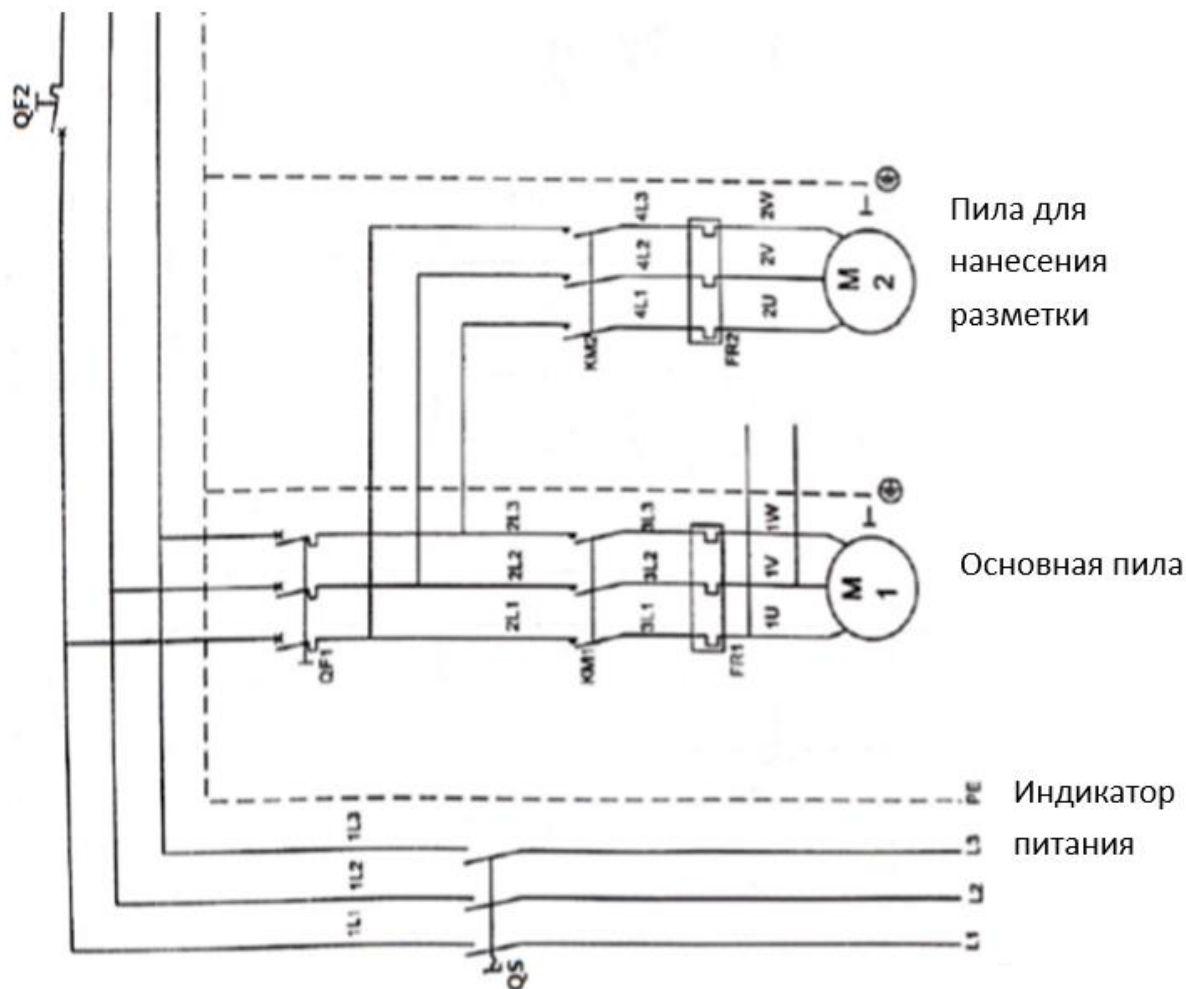 QF2
4L3
4L2
4L1
2W
2V
2U
KM2
FR2
M
2
Пила для
нанесения
разметки
2L3
2L2
2L1
3L3
3L2
3L1
1W
1V
1U
QF1
KM1
FR1
M
1
Основная пила
PE
Индикатор
питания
1L3
1L2
1L1
L3
L2
L1
QS